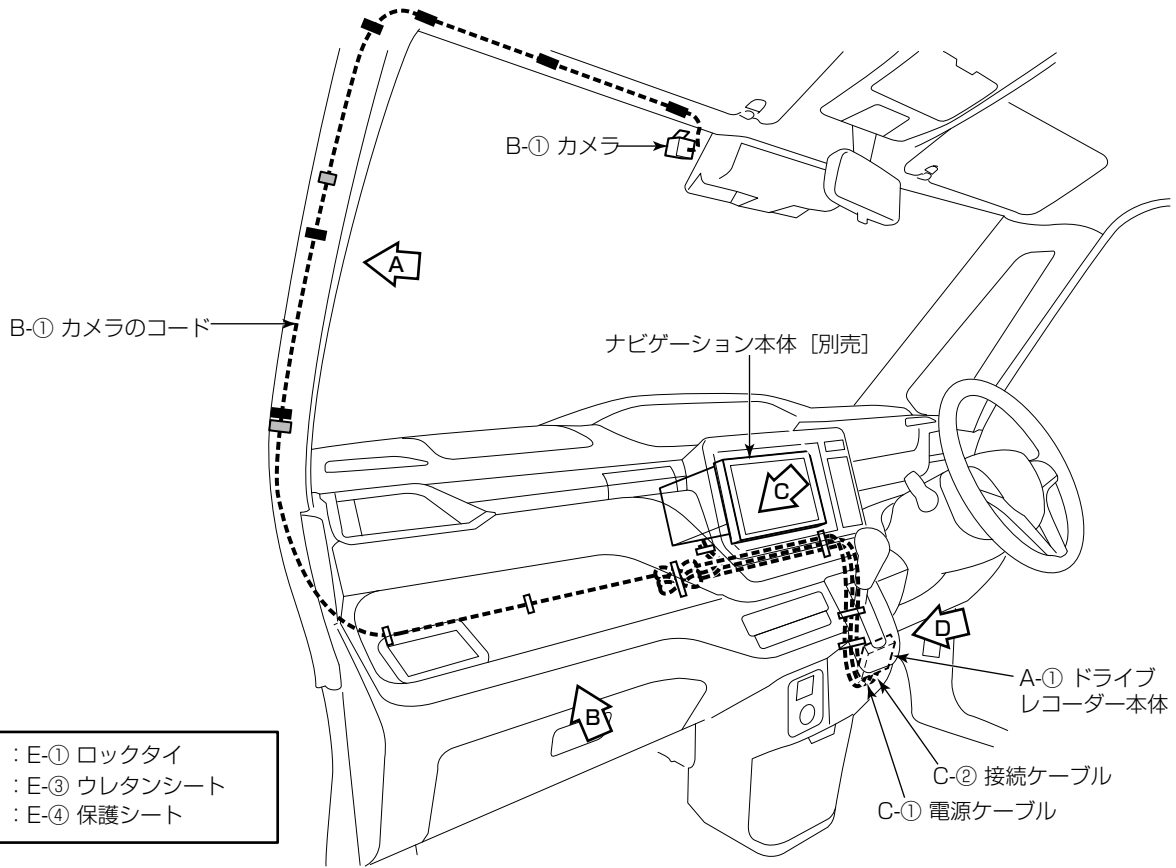 B-① カメラ
A
B-① カメラのコード
ナビゲーション本体［別売］
C
D
A-① ドライブ
レコーダー本体
B
：E-① ロックタイ
：E-③ ウレタンシート
：E-④ 保護シート
C-② 接続ケーブル
C-① 電源ケーブル